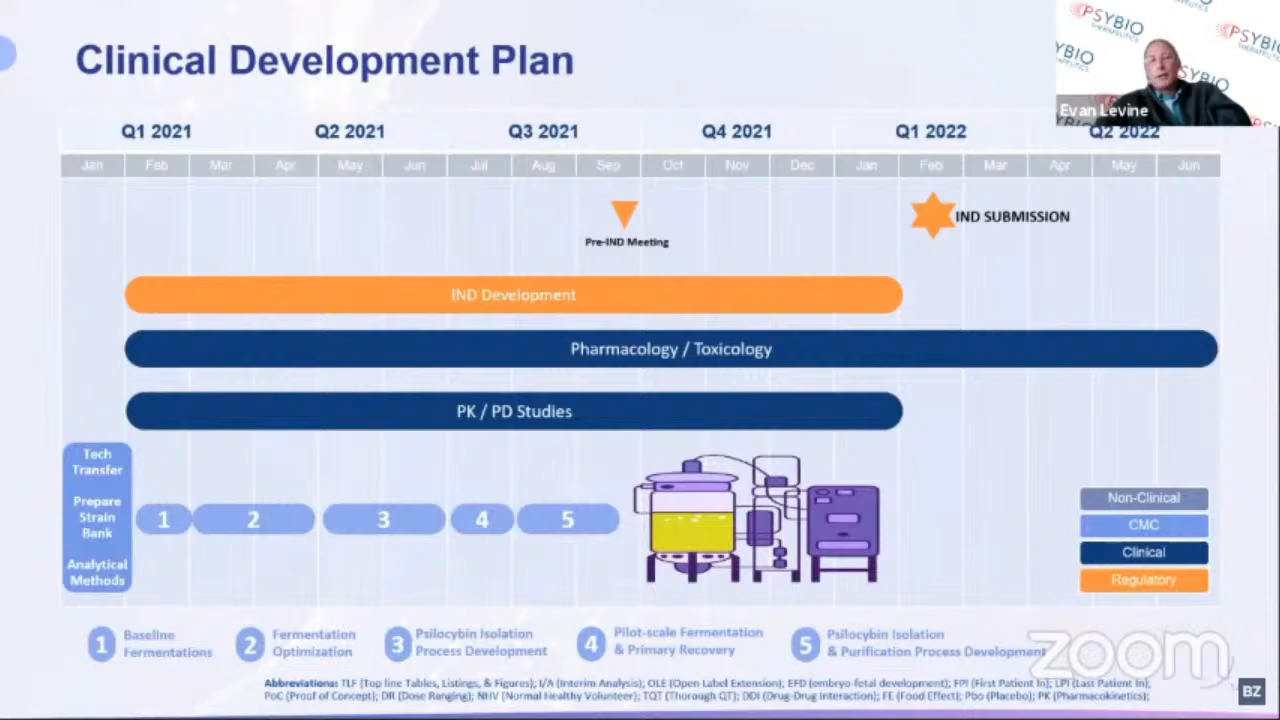 Clinical Development Plan
PSYBIO
THERAPEUTICS
PSYBIO
YBIO
SYBIO
Evan Levine
Q1 2021 Q2 2021 Q3 2021 Q4 2021 Q1 2022 Q2 2022
Jan Feb Mar Apr May Jun Jul Aug Sep Oct Nov Dec Jan Feb Mar Apr May Jun
IND SUBMISSION
Pre-IND Meeting
IND Development
Pharmacology / Toxicology
PK / PD Studies
Tech
Transfer
Prepare
Strain
Bank
Analytical
Methods
1 2 3 4 5
Non-Clinical
CMC
Clinical
Regulatory
1 Baseline
Fermentations
2 Fermentation
Optimization
3 Psilocybin Isolation
Process Development
4 Pilot-scale Fermentation
& Primary Recovery
5 Psilocybin Isolation
& Purification Process Development
zoom
Abbreviations: TLF (Top line Tables, Listings, & Figures); I/A (Interim Analysis); OLE (Open Label Extension); EFD (embryo-fetal development); FPI (First Patient In); LPI (Last Patient In);
PoC (Proof of Concept); DR (Dose Ranging); NHV (Normal Healthy Volunteer); TQT (Thorough QT); DDI (Drug-Drug Interaction); FE (Food Effect); Pbo (Placebo); PK (Pharmacokinetics);
BZ